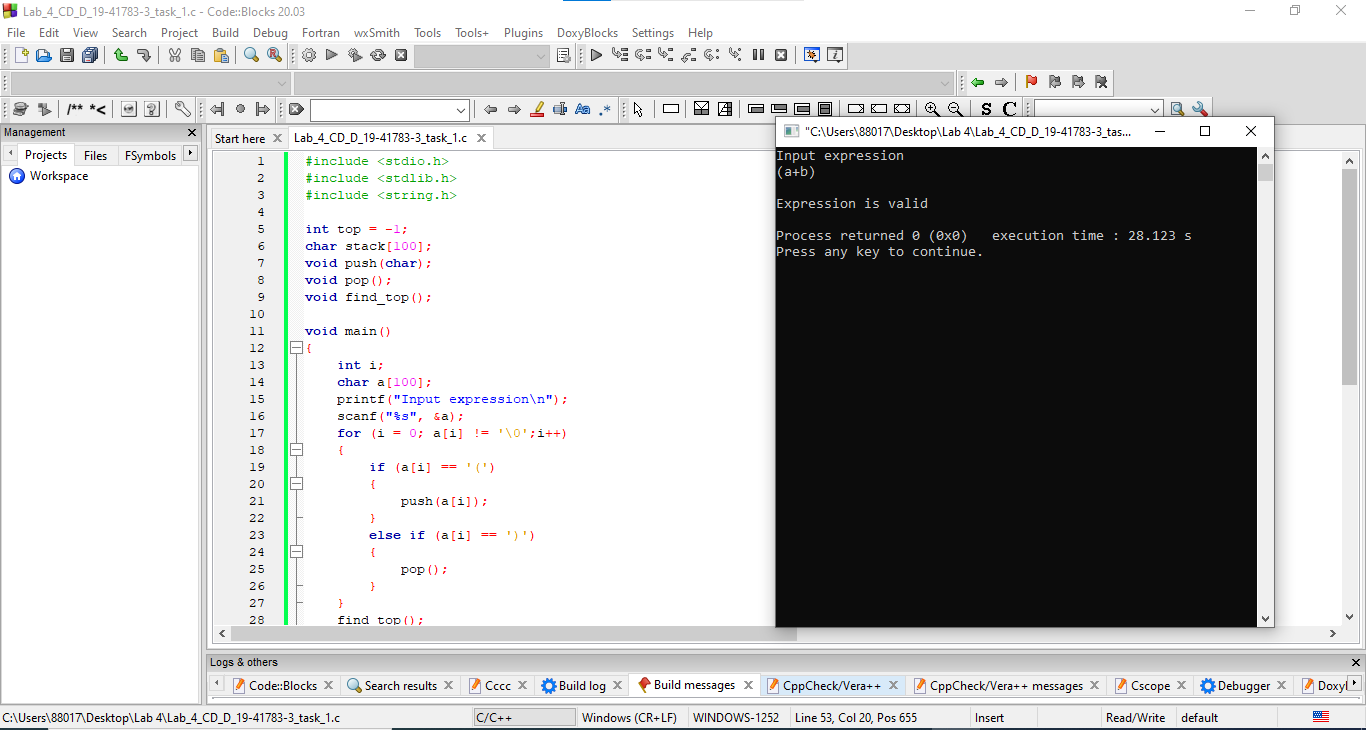 Lab_4_CD_D_19-41783-3_task_1.c - Code::Blocks 20.03
File Edit View Search Project Build Debug Fortran wxSmith Tools Tools+ Plugins DoxyBlocks Settings Help
/** *< Aa .* S C
Management
Projects Files FSymbols
Workspace
Start here Lab_4_CD_D_19-41783-3_task_1.c
1 #include <stdio.h>
2 #include <stdlib.h>
3 #include <string.h>
4
5 int top = -1;
6 char stack[100];
7 void push(char);
8 void pop();
9 void find_top();
10
11 void main()
12 {
13 int i;
14 char a[100];
15 printf("Input expression\n");
16 scanf("%s", &a);
17 for (i = 0; a[i] != '\0';i++)
18 {
19 if (a[i] == '(')
20 {
21 push(a[i]);
22 }
23 else if (a[i] == ')')
24 {
25 pop();
26 }
27 }
28 find_top();
"C:\Users\88017\Desktop\Lab 4\Lab_4_CD_D_19-41783-3_tas...
Input expression
(a+b)
Expression is valid
Process returned 0 (0x0) execution time : 28.123 s
Press any key to continue.
Logs & others
Code::Blocks Search results Cccc Build log Build messages CppCheck/Vera++ CppCheck/Vera++ messages Cscope Debugger Doxyl
C:\Users\88017\Desktop\Lab 4\Lab_4_CD_D_19-41783-3_task_1.c C/C++ Windows (CR+LF) WINDOWS-1252 Line 53, Col 20, Pos 655 Insert Read/Write default